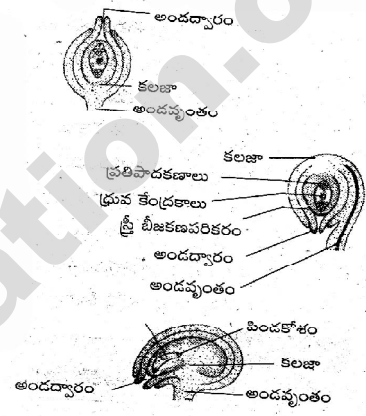 అండద్వారం
కలజా
అండవృంతం
కలజా
ప్రతిపాదకణాలు
ధ్రువ కేంద్రకాలు
స్త్రీ బీజకణపరికరం
అండద్వారం
అండవృంతం
పిండకోశం
కలజా
అండద్వారం
అండవృంతం